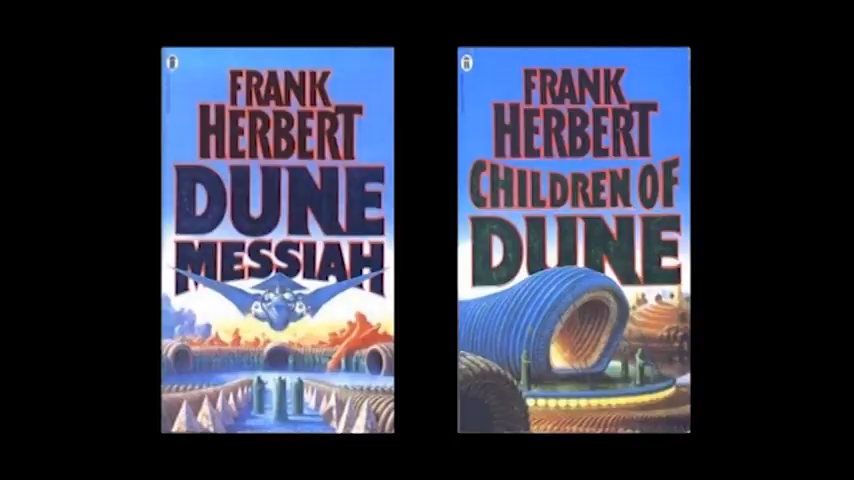 FRANK
HERBERT
DUNE
MESSIAH
FRANK
HERBERT
CHILDREN OF
DUNE